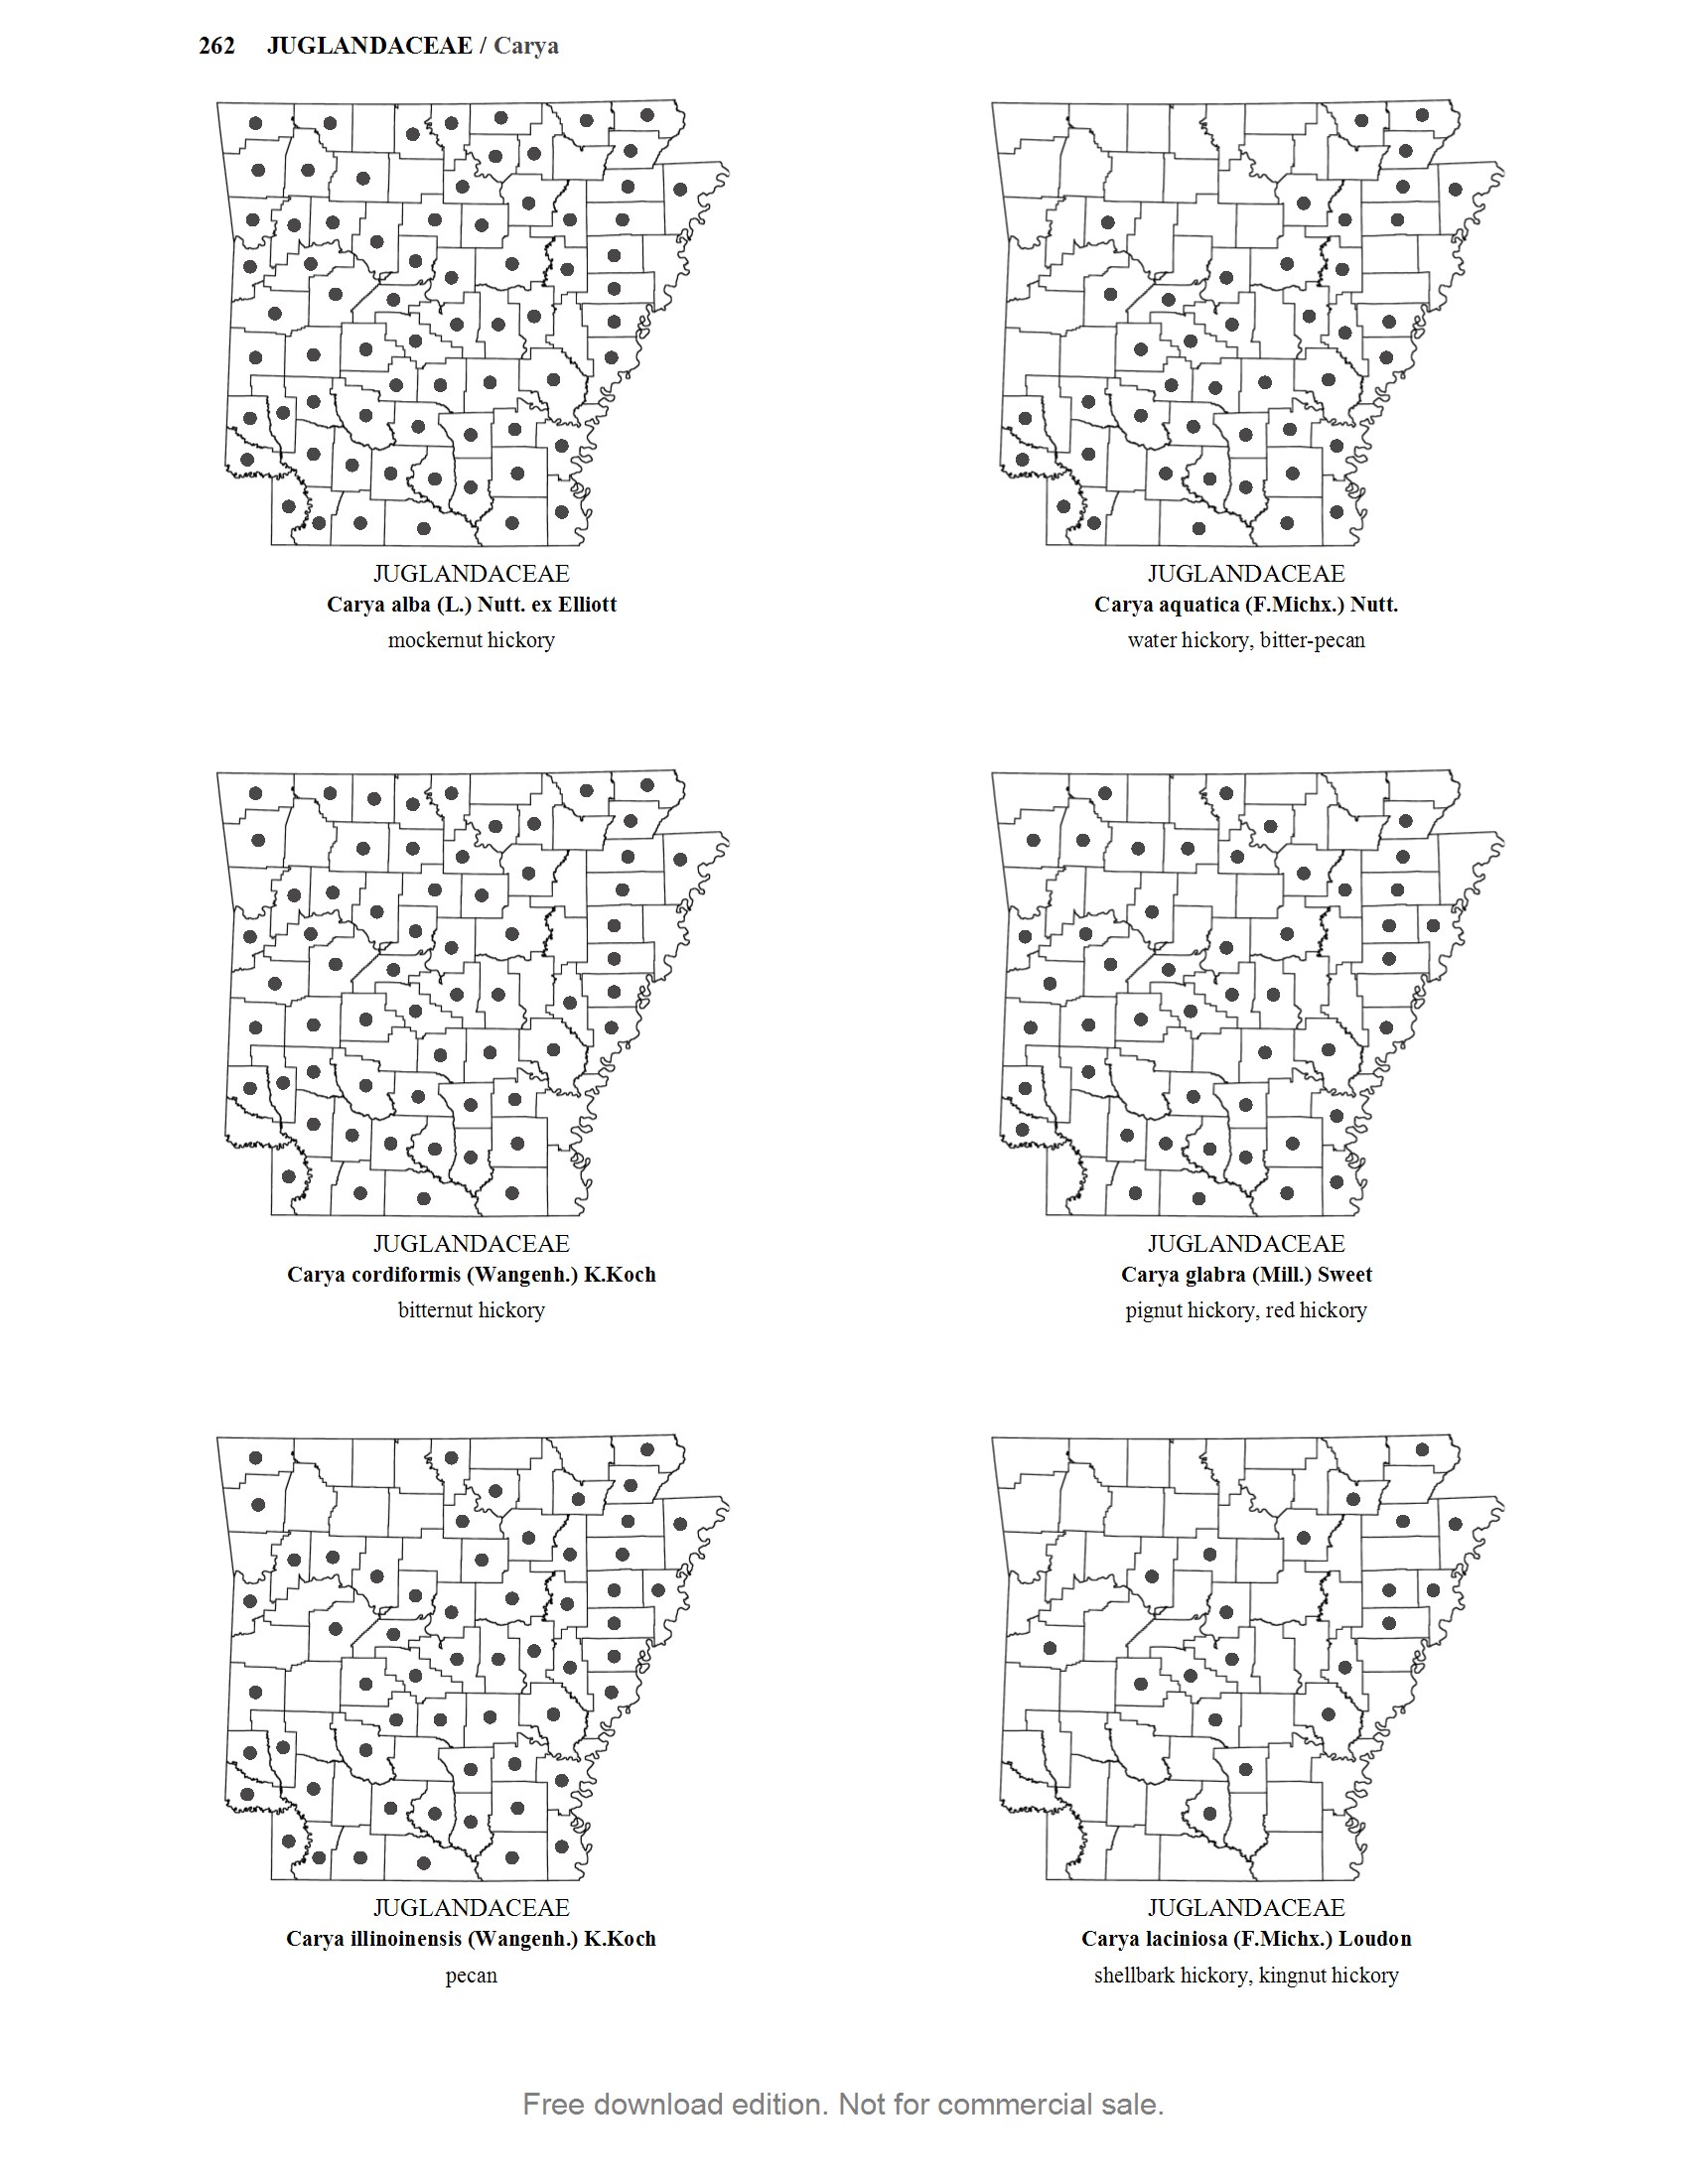 262 JUGLANDACEAE / Carya
JUGLANDACEAE
Carya alba (L.) Nutt. ex Elliott
mockernut hickory
JUGLANDACEAE
Carya aquatica (F.Michx.) Nutt.
water hickory, bitter-pecan
JUGLANDACEAE
Carya cordiformis (Wangenh.) K.Koch
bitternut hickory
JUGLANDACEAE
Carya glabra (Mill.) Sweet
pignut hickory, red hickory
JUGLANDACEAE
Carya illinoinensis (Wangenh.) K.Koch
pecan
JUGLANDACEAE
Carya laciniosa (F.Michx.) Loudon
shellbark hickory, kingnut hickory
Free download edition. Not for commercial sale.